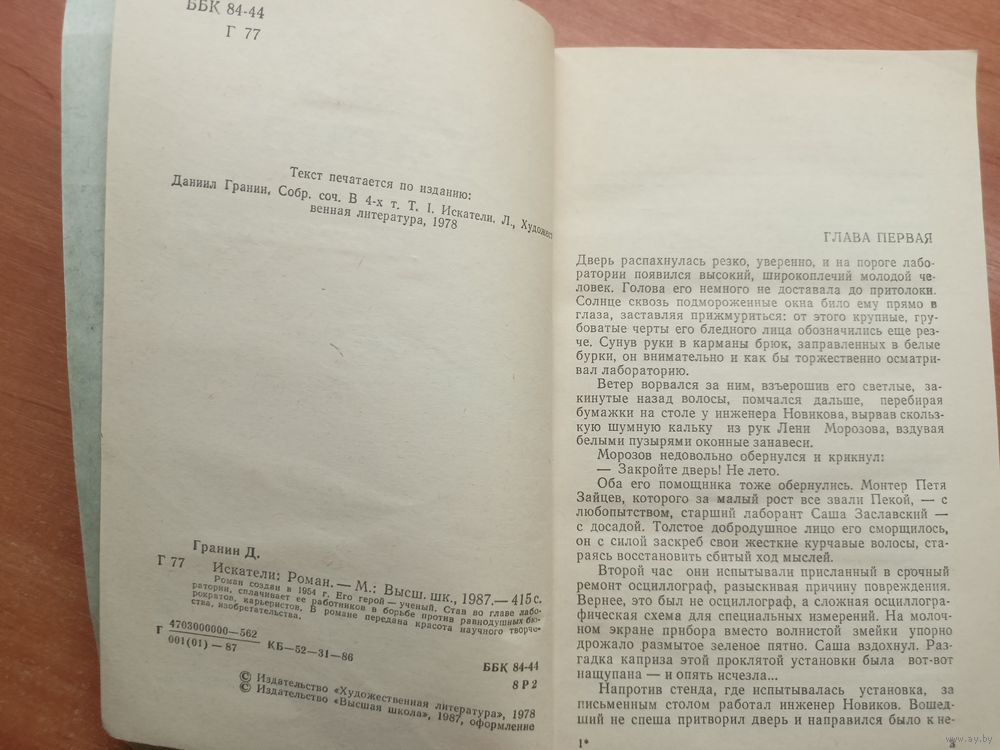 ББК 84-44
Г 77
Текст печатается по изданию:
Даниил Гранин, Собр. соч. В 4-х т. Т. I. Искатели. Л., Художест-
венная литература, 1978
Гранин Д.
Г 77
Искатели: Роман. — М.: Высш. шк., 1987.— 415 с.
Роман создан в 1954 г. Его герой — ученый. Став во главе лабо-
ратории, сплачивает ее работников в борьбе против равнодушных бю-
рократов, карьеристов. В романе передана красота научного творче-
ства, изобретательства.
Г 4703000000—562
001(01)—87
КБ—52—31—86
ББК 84-44
8Р2
© Издательство «Художественная литература», 1978
© Издательство «Высшая школа», 1987, оформление
ГЛАВА ПЕРВАЯ
Дверь распахнулась резко, уверенно, и на пороге лабо-
ратории появился высокий, широкоплечий молодой че-
ловек. Голова его немного не доставала до притолоки.
Солнце сквозь подмороженные окна било ему прямо в
глаза, заставляя прижмуриться: от этого крупные, гру-
боватые черты его бледного лица обозначились еще рез-
че. Сунув руки в карманы брюк, заправленных в белые
бурки, он внимательно и как бы торжественно осматри-
вал лабораторию.
Ветер ворвался за ним, взъерошив его светлые, за-
кинутые назад волосы, помчался дальше, перебирая
бумажки на столе у инженера Новикова, вырвав скольз-
кую шумную кальку из рук Лени Морозова, вздувая
белыми пузырями оконные занавеси.
Морозов недовольно обернулся и крикнул:
— Закройте дверь! Не лето.
Оба его помощника тоже обернулись. Монтер Петя
Зайцев, которого за малый рост все звали Пекой, — с
любопытством, старший лаборант Саша Заславский —
с досадой. Толстое добродушное лицо его сморщилось,
он с силой заскреб свои жесткие курчавые волосы, ста-
раясь восстановить сбитый ход мыслей.
Второй час они испытывали присланный в срочный
ремонт осциллограф, разыскивая причину повреждения.
Вернее, это был не осциллограф, а сложная осциллогра-
фическая схема для специальных измерений. На молоч-
ном экране прибора вместо волнистой змейки упорно
дрожало размытое зеленое пятно. Саша вздохнул. Раз-
гадка каприза этой проклятой установки была вот-вот
нащупана — и опять исчезла...
Напротив стенда, где испытывалась установка, за
письменным столом работал инженер Новиков. Вошед-
ший не спеша притворил дверь и направился было к не-
1*
3
www.ay.by